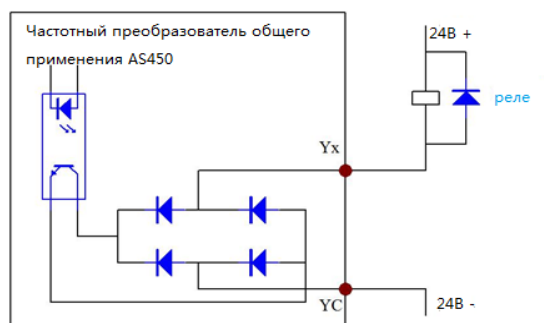 Частотный преобразователь общего
применения AS450
24В +
реле
Yx
YC
24В -